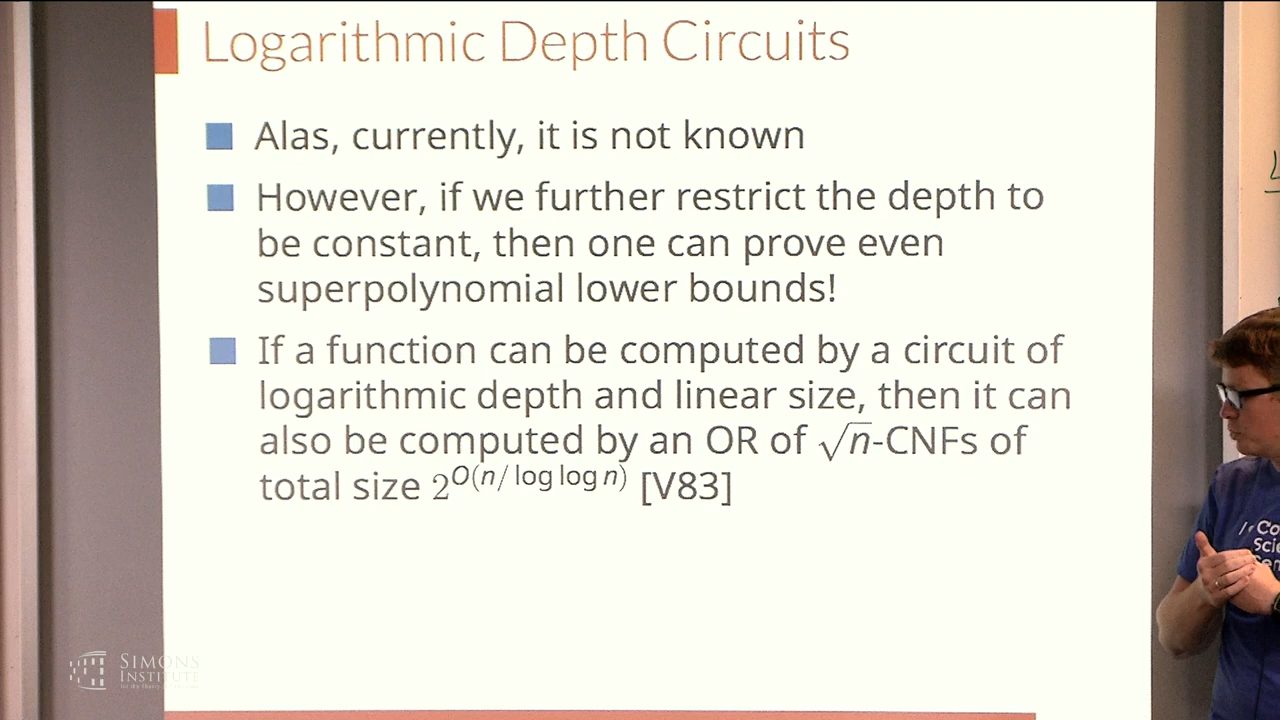 Logarithmic Depth Circuits
Alas, currently, it is not known
However, if we further restrict the depth to
be constant, then one can prove even
superpolynomial lower bounds!
If a function can be computed by a circuit of
logarithmic depth and linear size, then it can
also be computed by an OR of √n-CNFs of
total size 2^O(n/ log log n) [V83]
SIMONS
INSTITUTE